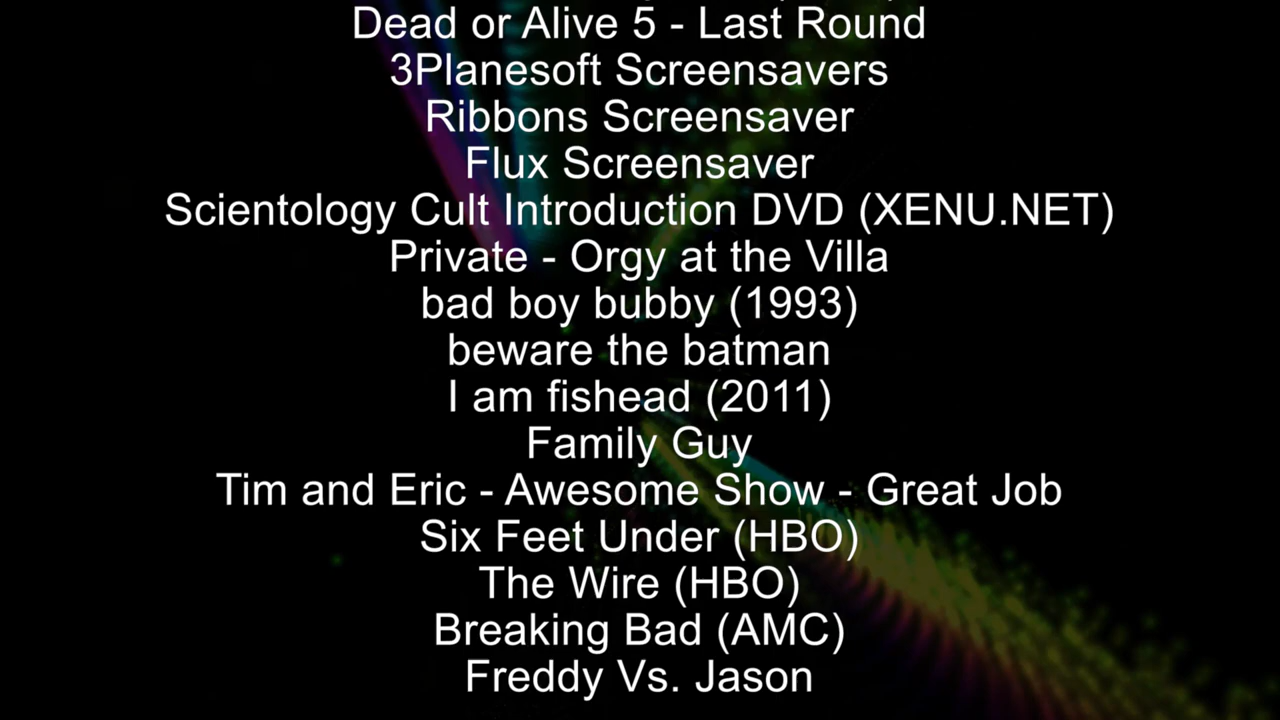 Dead or Alive 5 - Last Round
3Planesoft Screensavers
Ribbons Screensaver
Flux Screensaver
Scientology Cult Introduction DVD (XENU.NET)
Private - Orgy at the Villa
bad boy bubby (1993)
beware the batman
I am fishead (2011)
Family Guy
Tim and Eric - Awesome Show - Great Job
Six Feet Under (HBO)
The Wire (HBO)
Breaking Bad (AMC)
Freddy Vs. Jason